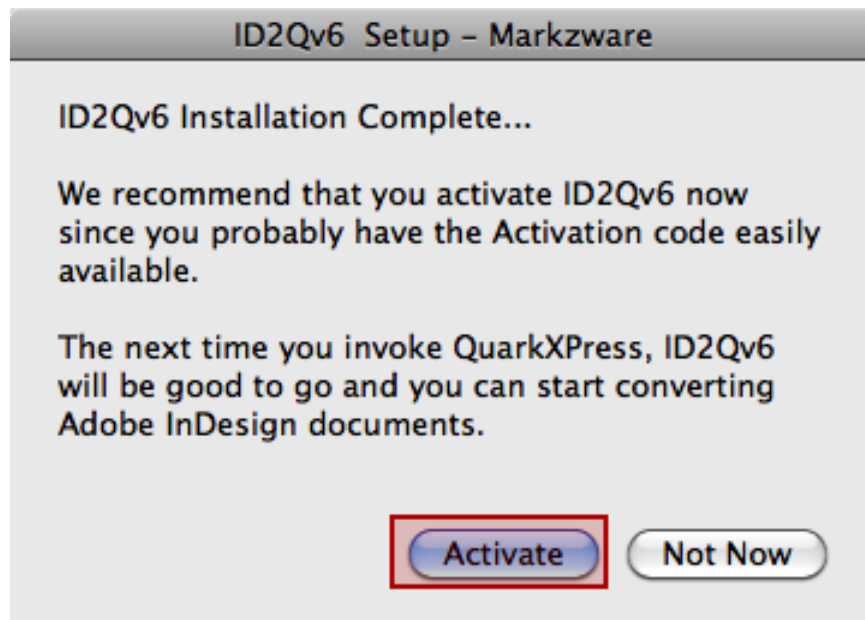 ID2Qv6 Setup – Markzware
ID2Qv6 Installation Complete...
We recommend that you activate ID2Qv6 now
since you probably have the Activation code easily
available.
The next time you invoke QuarkXPress, ID2Qv6
will be good to go and you can start converting
Adobe InDesign documents.
Activate
Not Now